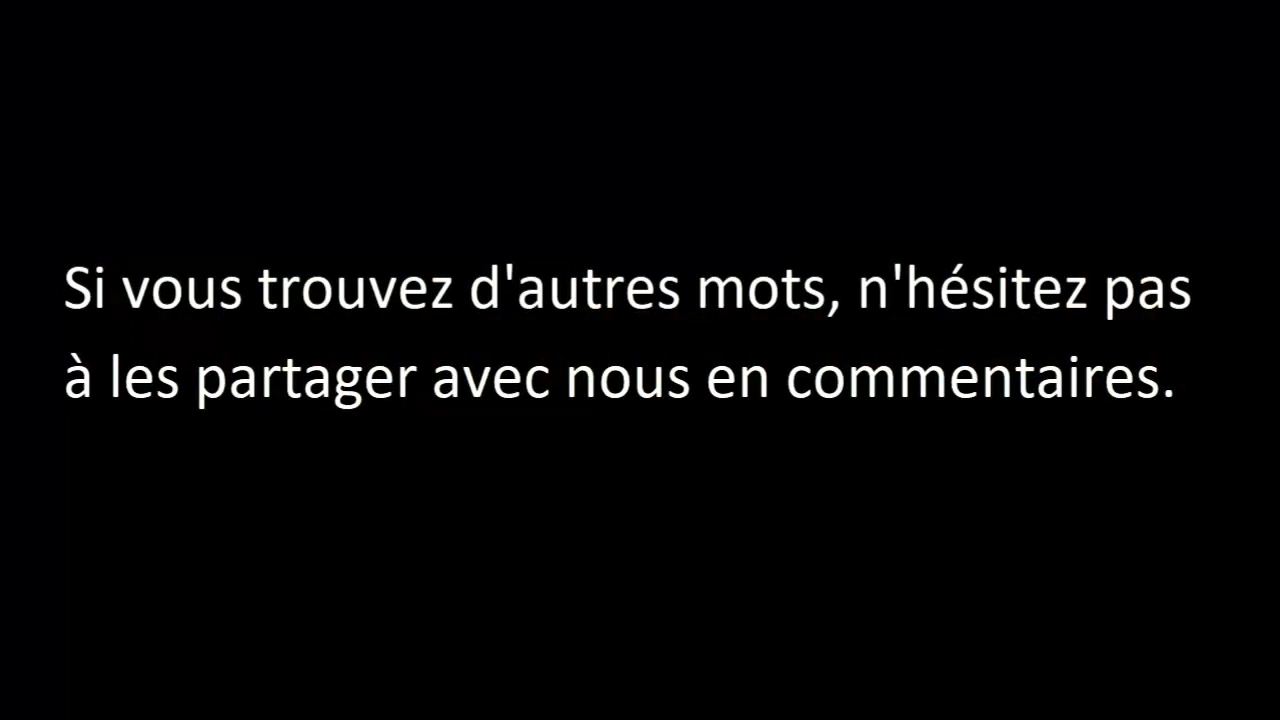 Si vous trouvez d'autres mots, n'hésitez pas
à les partager avec nous en commentaires.